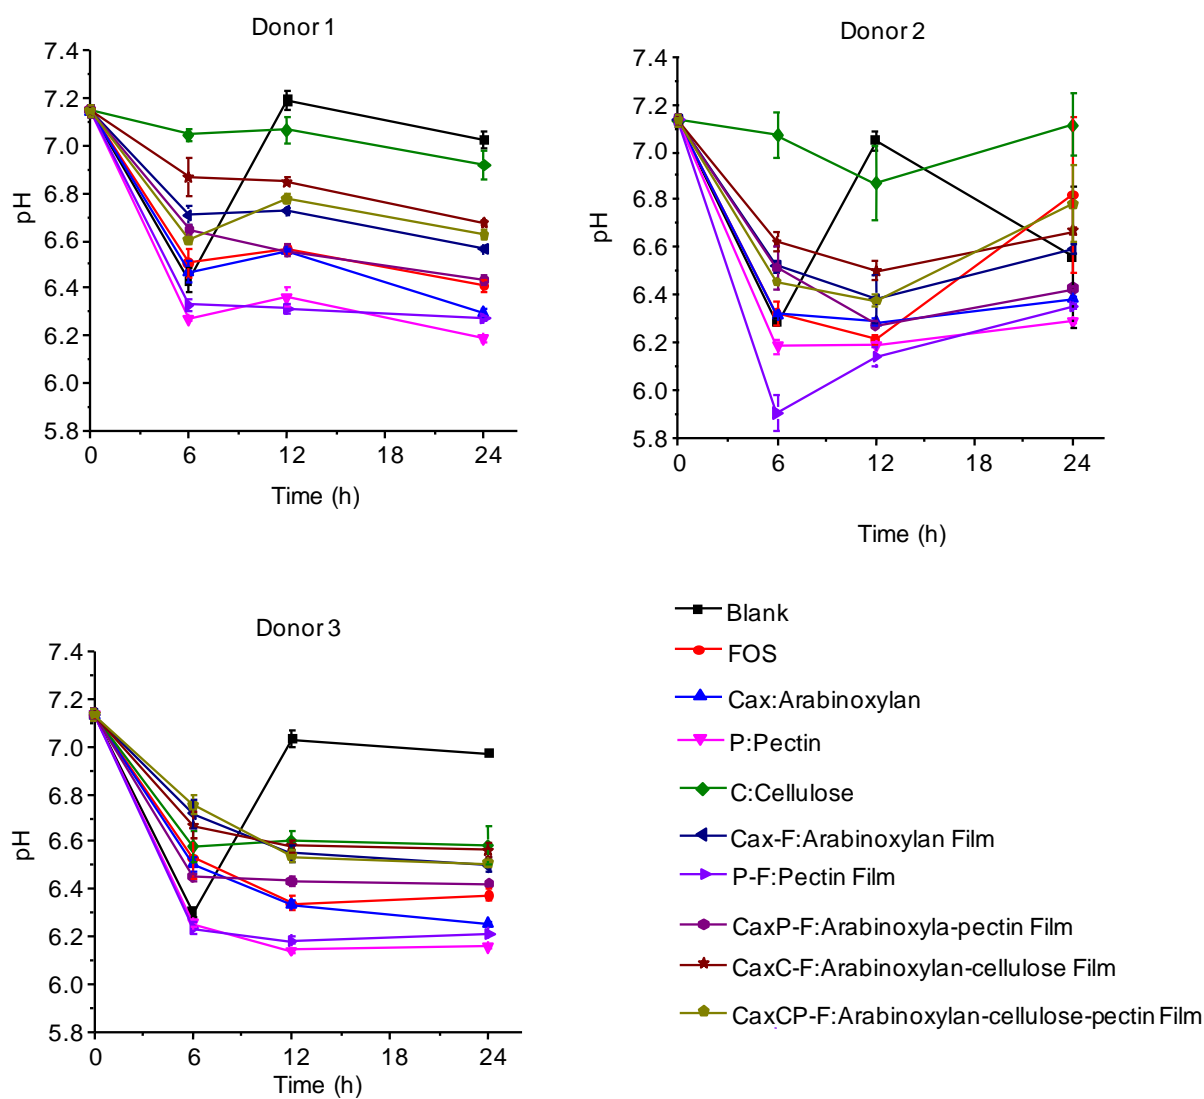 Donor 1
7.4
7.2
7.0
6.8
6.6
6.4
6.2
6.0
5.8
pH
0 6 12 18 24
Time (h)
Donor 2
7.4
7.2
7.0
6.8
6.6
6.4
6.2
6.0
5.8
pH
0 6 12 18 24
Time (h)
Donor 3
7.4
7.2
7.0
6.8
6.6
6.4
6.2
6.0
5.8
pH
0 6 12 18 24
Time (h)
Blank
FOS
Cax:Arabinoxylan
P:Pectin
C:Cellulose
Cax-F:Arabinoxylan Film
P-F:Pectin Film
CaxP-F:Arabinoxyla-pectin Film
CaxC-F:Arabinoxylan-cellulose Film
CaxCP-F:Arabinoxylan-cellulose-pectin Film